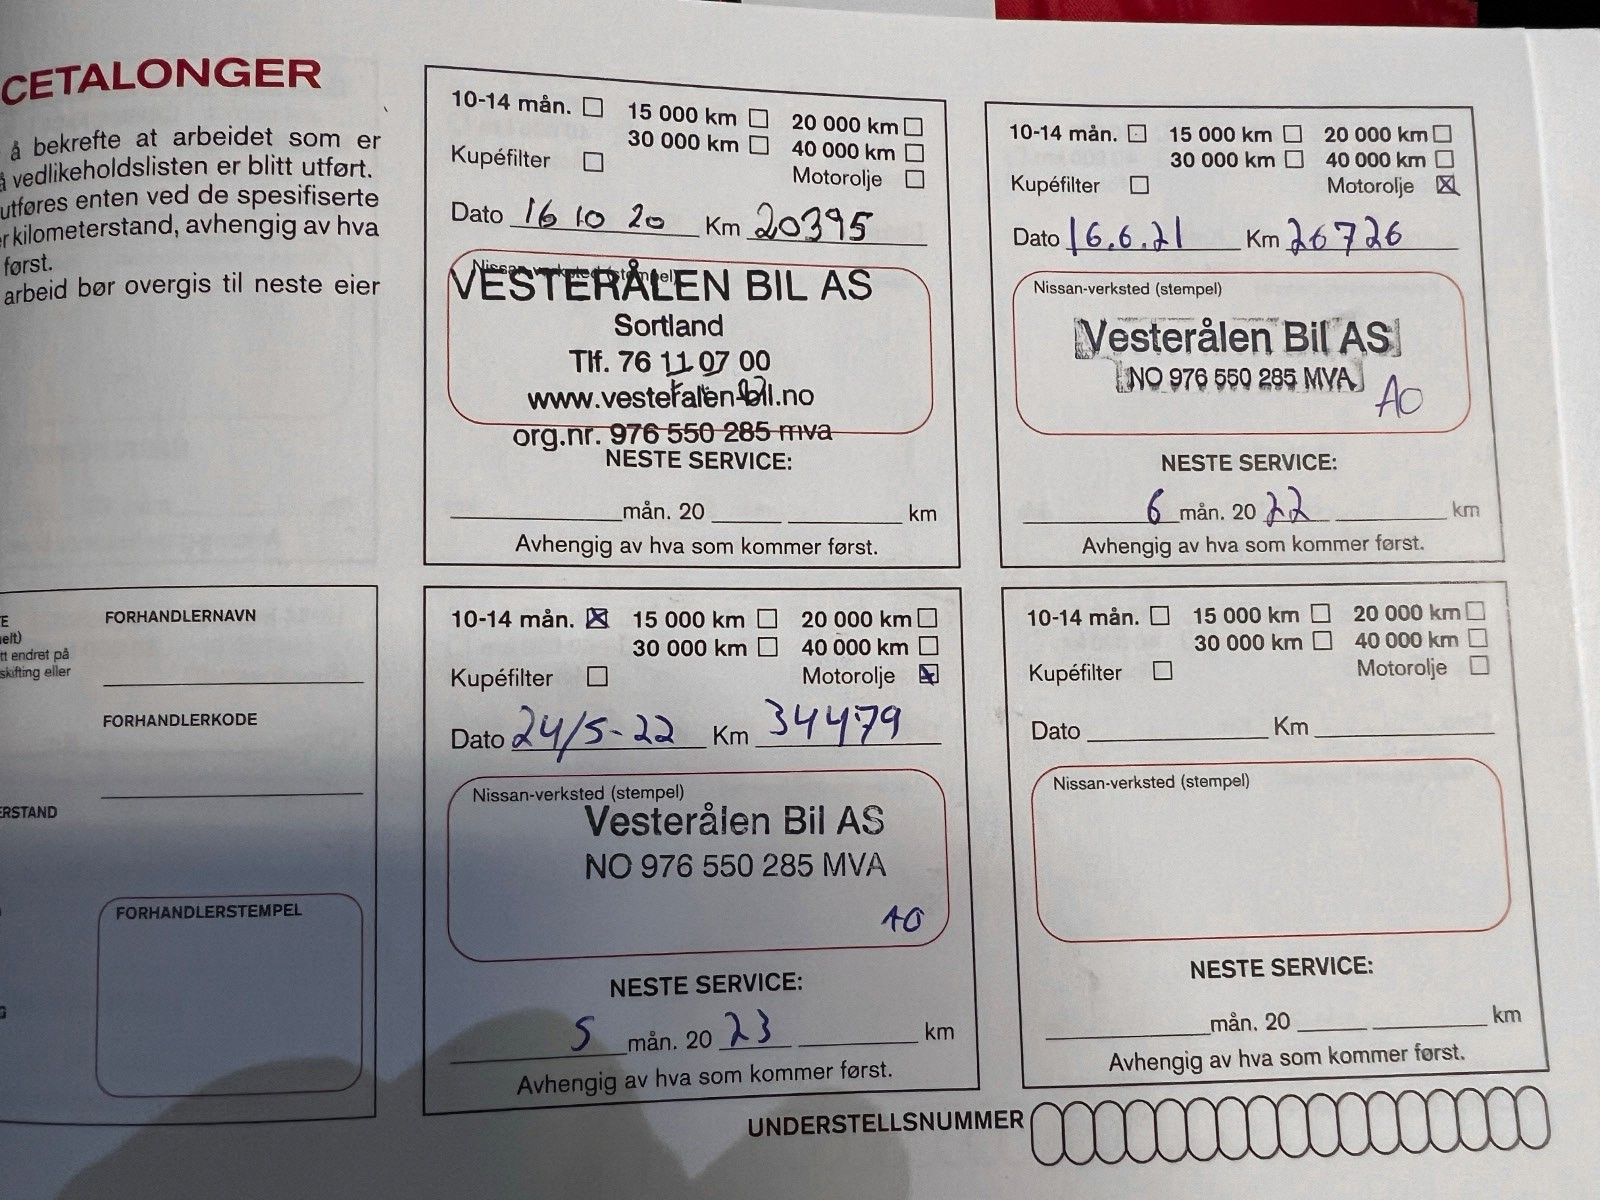 CETALONGER
å bekrefte at arbeidet som er
å vedlikeholdslisten er blitt utført.
utføres enten ved de spesifiserte
er kilometerstand, avhengig av hva
først.
arbeid bør overgis til neste eier
10-14 mån. 15 000 km 20 000 km
30 000 km 40 000 km
Kupéfilter Motorolje
Dato 16 10 20 Km 20395
Nissan-verksted (stempel)
VESTERÅLEN BIL AS
Sortland
Tlf. 76 11 07 00
www.vesteralen-bil.no
org.nr. 976 550 285 mva
NESTE SERVICE:
mån. 20 km
Avhengig av hva som kommer først.
10-14 mån. 15 000 km 20 000 km
30 000 km 40 000 km
Kupéfilter Motorolje
Dato 16.6.21 Km 26726
Nissan-verksted (stempel)
Vesterålen Bil AS
NO 976 550 285 MVA
AO
NESTE SERVICE:
6 mån. 20 22 km
Avhengig av hva som kommer først.
FORHANDLERNAVN
elt)
tt endret på
skifting eller
FORHANDLERKODE
ERSTAND
FORHANDLERSTEMPEL
10-14 mån. 15 000 km 20 000 km
30 000 km 40 000 km
Kupéfilter Motorolje
Dato 24/5-22 Km 34479
Nissan-verksted (stempel)
Vesterålen Bil AS
NO 976 550 285 MVA
AO
NESTE SERVICE:
5 mån. 20 23 km
Avhengig av hva som kommer først.
10-14 mån. 15 000 km 20 000 km
30 000 km 40 000 km
Kupéfilter Motorolje
Dato Km
Nissan-verksted (stempel)
NESTE SERVICE:
mån. 20 km
Avhengig av hva som kommer først.
UNDERSTELLSNUMMER